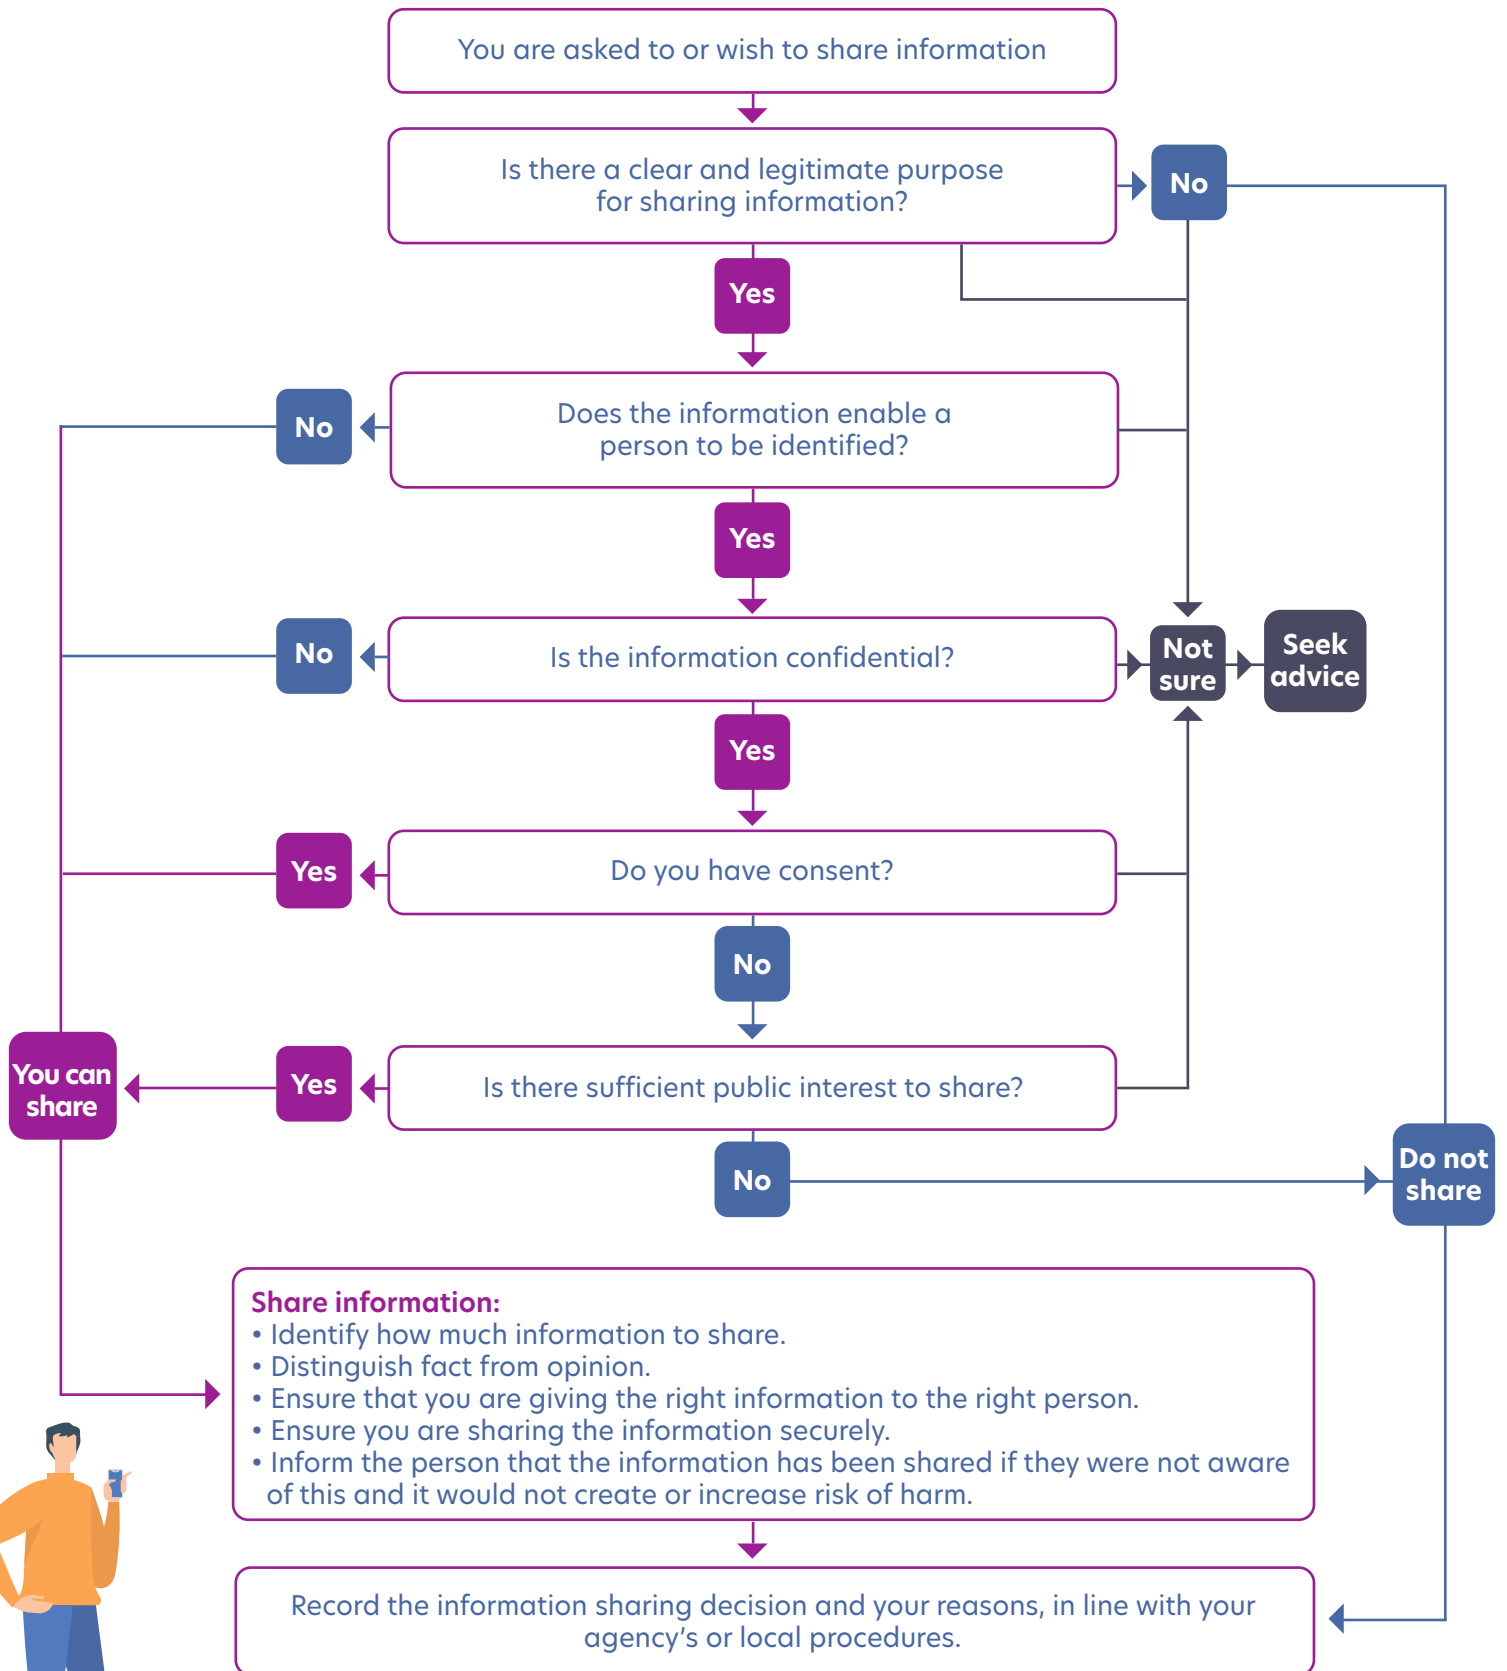 You are asked to or wish to share information
Is there a clear and legitimate purpose
for sharing information?
No
Yes
Does the information enable a
person to be identified?
No
Yes
Is the information confidential?
No
Not
sure
Seek
advice
Yes
Do you have consent?
Yes
No
Is there sufficient public interest to share?
Yes
You can
share
No
Do not
share
Share information:
• Identify how much information to share.
• Distinguish fact from opinion.
• Ensure that you are giving the right information to the right person.
• Ensure you are sharing the information securely.
• Inform the person that the information has been shared if they were not aware
of this and it would not create or increase risk of harm.
Record the information sharing decision and your reasons, in line with your
agency’s or local procedures.